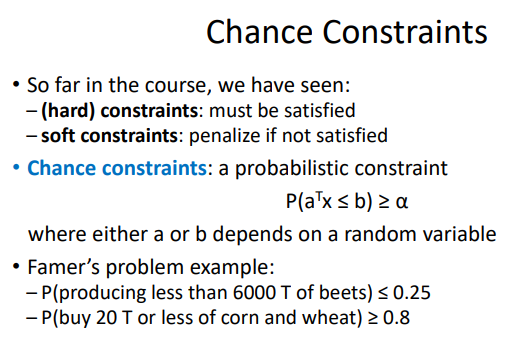 Chance Constraints
• So far in the course, we have seen:
– (hard) constraints: must be satisfied
– soft constraints: penalize if not satisfied
• Chance constraints: a probabilistic constraint
P(aᵀx ≤ b) ≥ α
where either a or b depends on a random variable
• Famer's problem example:
– P(producing less than 6000 T of beets) ≤ 0.25
– P(buy 20 T or less of corn and wheat) ≥ 0.8